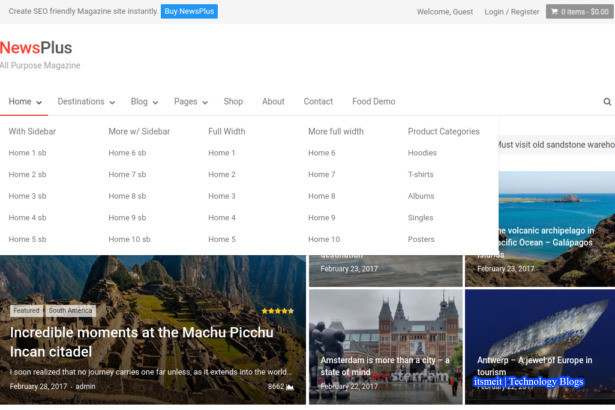 Create SEO friendly Magazine site instantly. Buy NewsPlus
Welcome, Guest Login / Register 0 Items - $0.00
NewsPlus
All Purpose Magazine
Home Destinations Blog Pages Shop About Contact Food Demo
With Sidebar
Home 1 sb
Home 2 sb
Home 3 sb
Home 4 sb
Home 5 sb
More w/ Sidebar
Home 6 sb
Home 7 sb
Home 8 sb
Home 9 sb
Home 10 sb
Full Width
Home 1
Home 2
Home 3
Home 4
Home 5
More full width
Home 6
Home 7
Home 8
Home 9
Home 10
Product Categories
Hoodies
T-shirts
Albums
Singles
Posters
Must visit old sandstone wareho
volcanic archipelago in
Ocean – Galápagos
February 23, 2017
destination
February 23, 2017
Featured South America
Incredible moments at the Machu Picchu
Incan citadel
I soon realized that no journey carries one far unless, as it extends into the world...
February 28, 2017 - admin 8662
Amsterdam is more than a city – a
state of mind
February 22, 2017
Antwerp – A jewel of Europe in
tourism
itsmeit | Technology Blogs